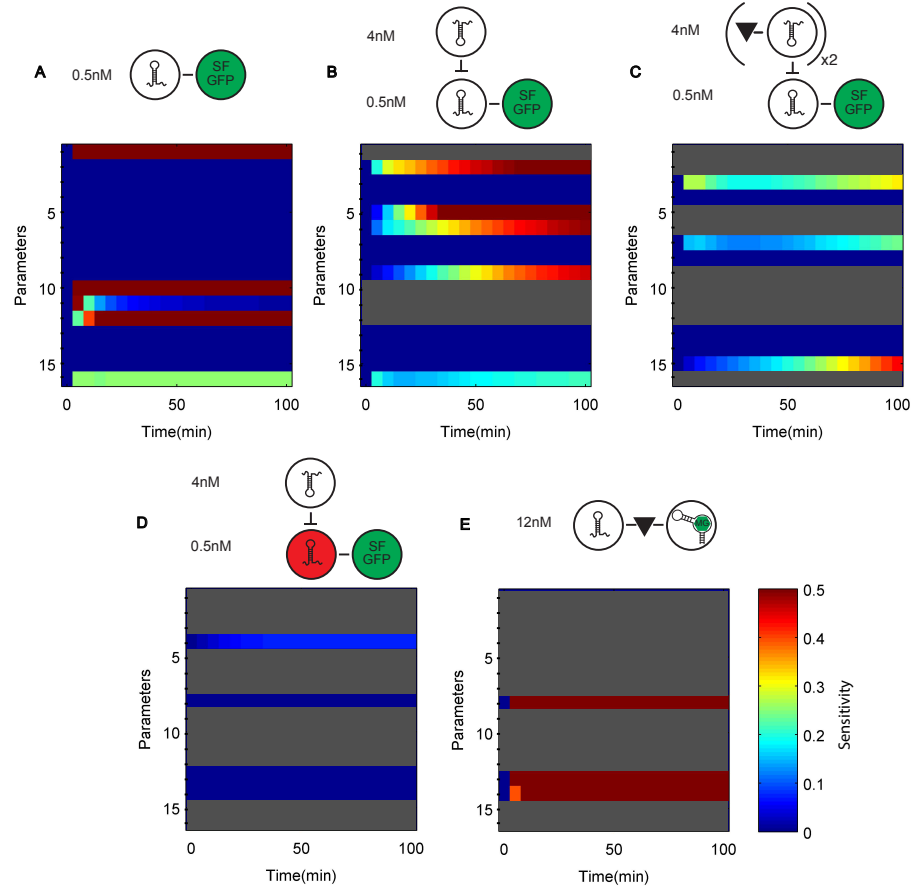 A
0.5nM
SF
GFP
Parameters
5
10
15
0
50
100
Time(min)
B
4nM
0.5nM
SF
GFP
Parameters
5
10
15
0
50
100
Time(min)
C
4nM
x2
0.5nM
SF
GFP
Parameters
5
10
15
0
50
100
Time(min)
D
4nM
0.5nM
SF
GFP
Parameters
5
10
15
0
50
100
Time(min)
E
12nM
MG
Parameters
5
10
15
0
50
100
Time(min)
0.5
0.4
0.3
0.2
0.1
0
Sensitivity